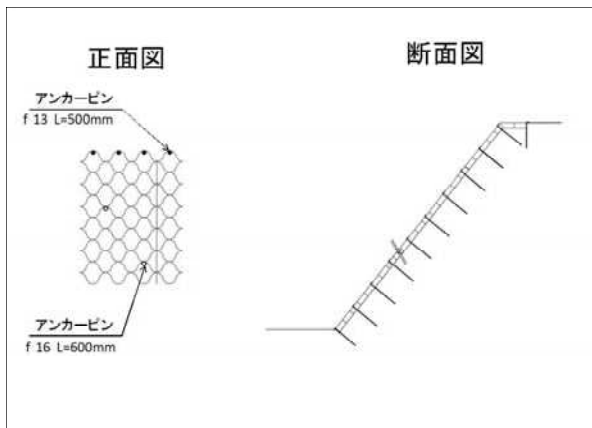 正面図
断面図
アンカーピン
f 13 L=500mm
アンカーピン
f 16 L=600mm